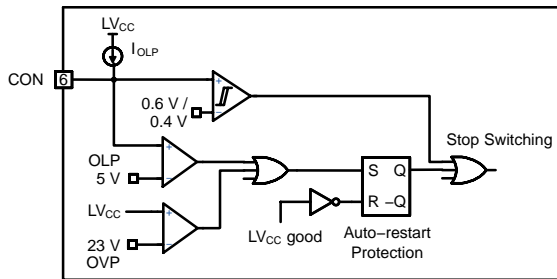 LVCC
IOLP
CON 6
+
−
0.6 V /
0.4 V
Stop Switching
OLP
5 V
+
−
S Q
R −Q
LVCC
+
−
23 V
OVP
LVCC good
Auto−restart
Protection